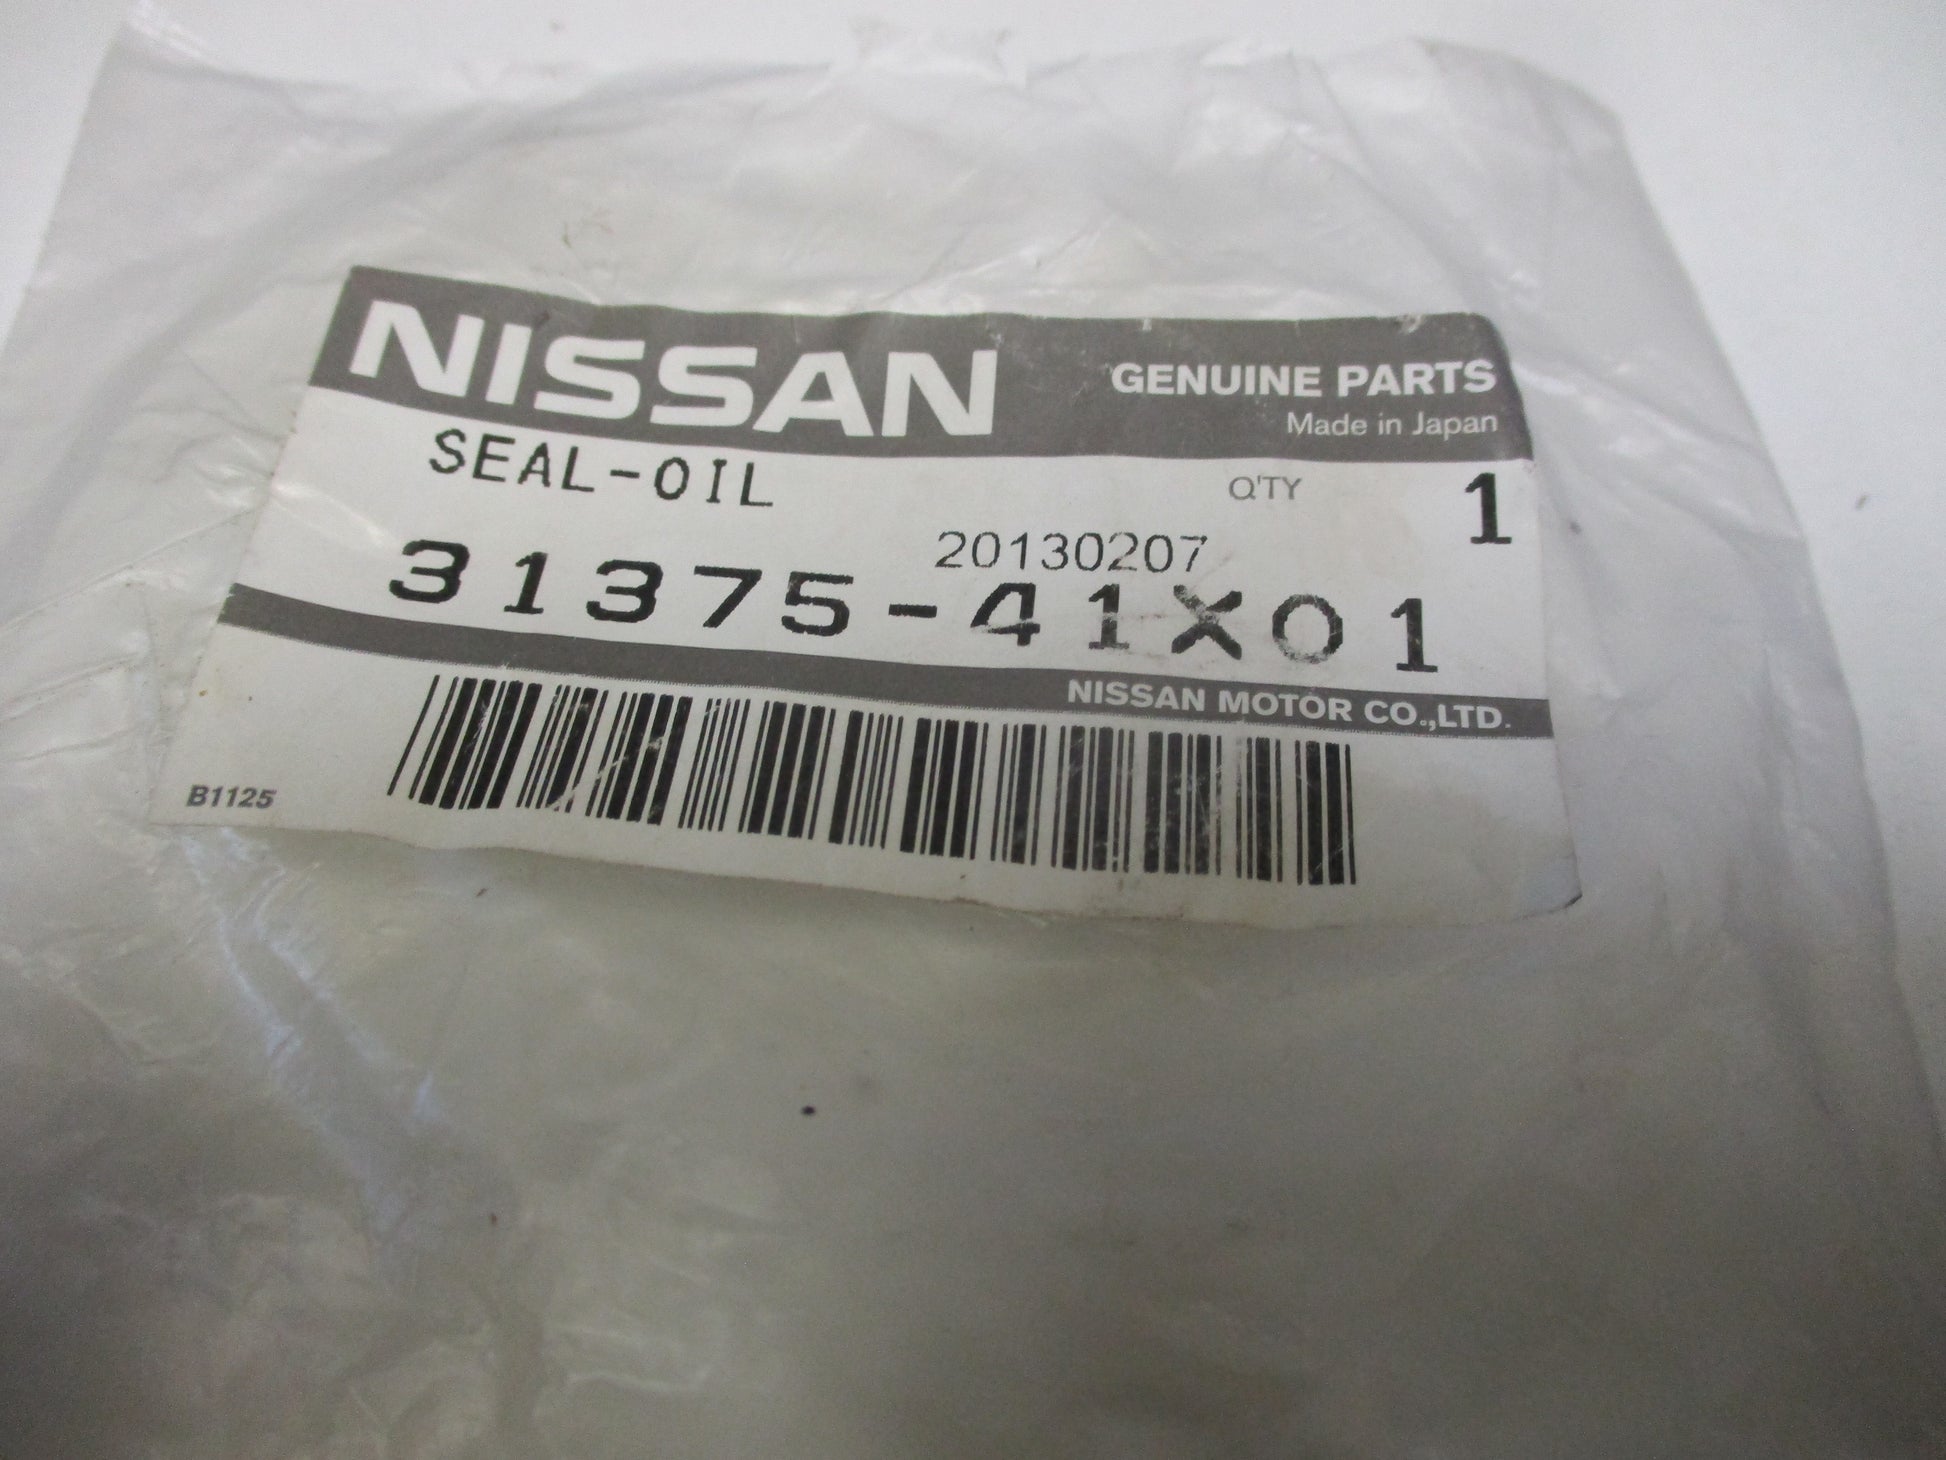 NISSAN
GENUINE PARTS
Made in Japan
SEAL-OIL
Q'TY 1
20130207
31375-41X01
NISSAN MOTOR CO.,LTD.
B1125